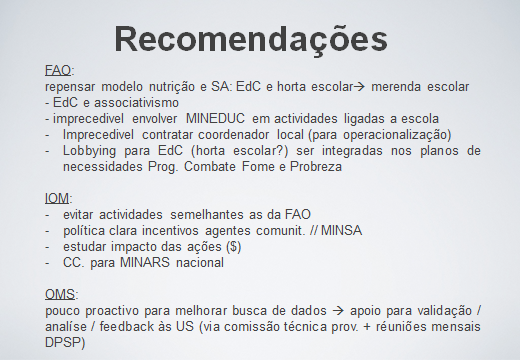 Recomendações
FAO:
repensar modelo nutrição e SA: EdC e horta escolar→ merenda escolar
- EdC e associativismo
- imprecedivel envolver MINEDUC em actividades ligadas a escola
- Imprecedivel contratar coordenador local (para operacionalização)
- Lobbying para EdC (horta escolar?) ser integradas nos planos de
necessidades Prog. Combate Fome e Probreza
IOM:
- evitar actividades semelhantes as da FAO
- política clara incentivos agentes comunit. // MINSA
- estudar impacto das ações ($)
- CC. para MINARS nacional
OMS:
pouco proactivo para melhorar busca de dados → apoio para validação /
analíse / feedback às US (via comissão técnica prov. + réuniões mensais
DPSP)